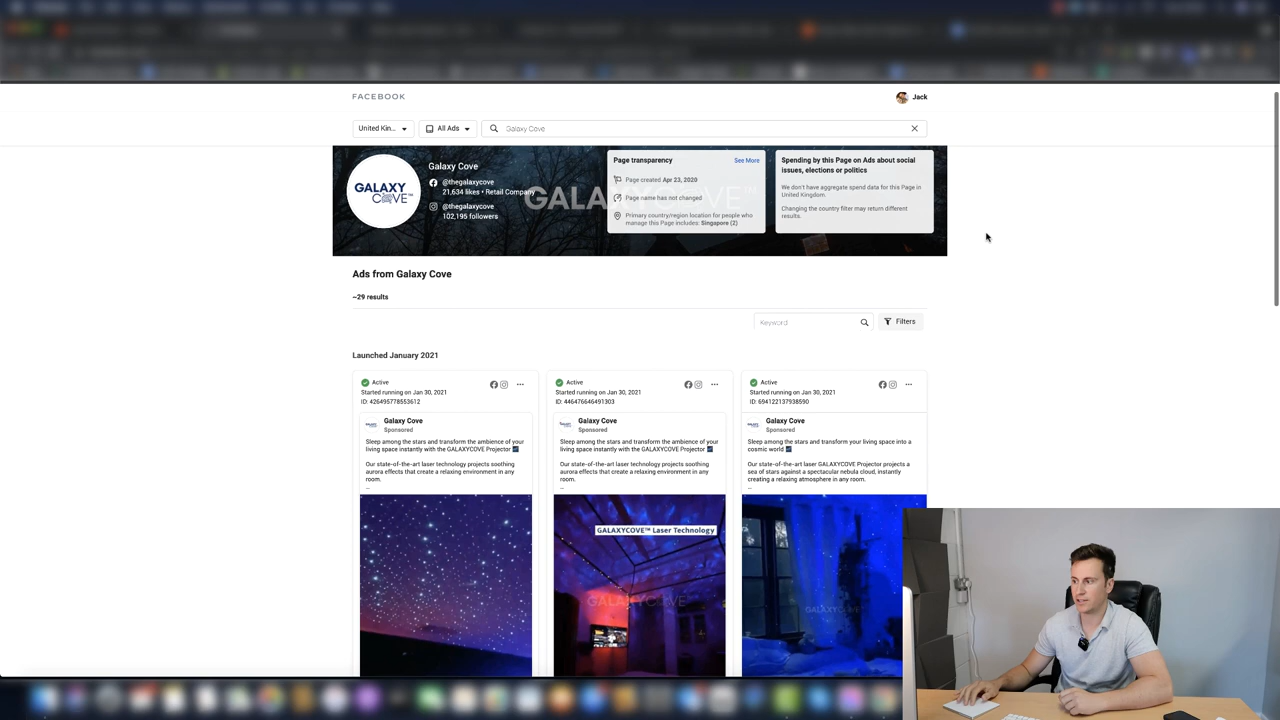 FACEBOOK
Jack
United Kin...
All Ads
Galaxy Cove
GALAXY
COVE
GALAXYCOVE™
Galaxy Cove
@thegalaxycove
21,634 likes • Retail Company
@thegalaxycove
102,195 followers
Page transparency
See More
Page created Apr 23, 2020
Page name has not changed
Primary country/region location for people who
manage this Page includes: Singapore (2)
Spending by this Page on Ads about social
issues, elections or politics
We don't have aggregate spend data for this Page in
United Kingdom.
Changing the country filter may return different
results.
Ads from Galaxy Cove
~29 results
Keyword
Filters
Launched January 2021
Active
Started running on Jan 30, 2021
ID: 426495778553612
Galaxy Cove
Sponsored
Sleep among the stars and transform the ambience of your
living space instantly with the GALAXYCOVE Projector
Our state-of-the-art laser technology projects soothing
aurora effects that create a relaxing environment in any
room.
...
Active
Started running on Jan 30, 2021
ID: 446476646491303
Galaxy Cove
Sponsored
Sleep among the stars and transform the ambience of your
living space instantly with the GALAXYCOVE Projector
Our state-of-the-art laser technology projects soothing
aurora effects that create a relaxing environment in any
room.
...
GALAXYCOVE™ Laser Technology
GALAXYCOVE
Active
Started running on Jan 30, 2021
ID: 694122137938590
Galaxy Cove
Sponsored
Sleep among the stars and transform your living space into a
cosmic world
Our state-of-the-art laser GALAXYCOVE Projector projects a
sea of stars against a spectacular nebula cloud, instantly
creating a relaxing atmosphere in any room.
...
GALAXYCOVE